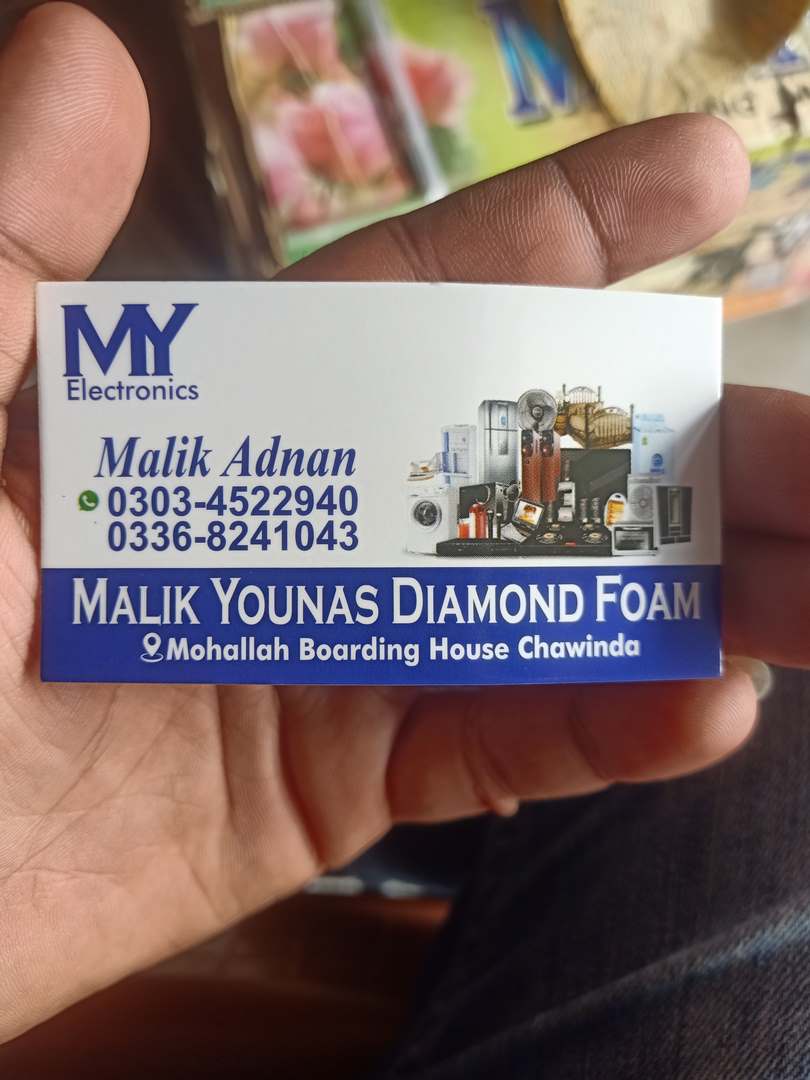 MY
Electronics
Malik Adnan
0303-4522940
0336-8241043
MALIK YOUNAS DIAMOND FOAM
Mohallah Boarding House Chawinda